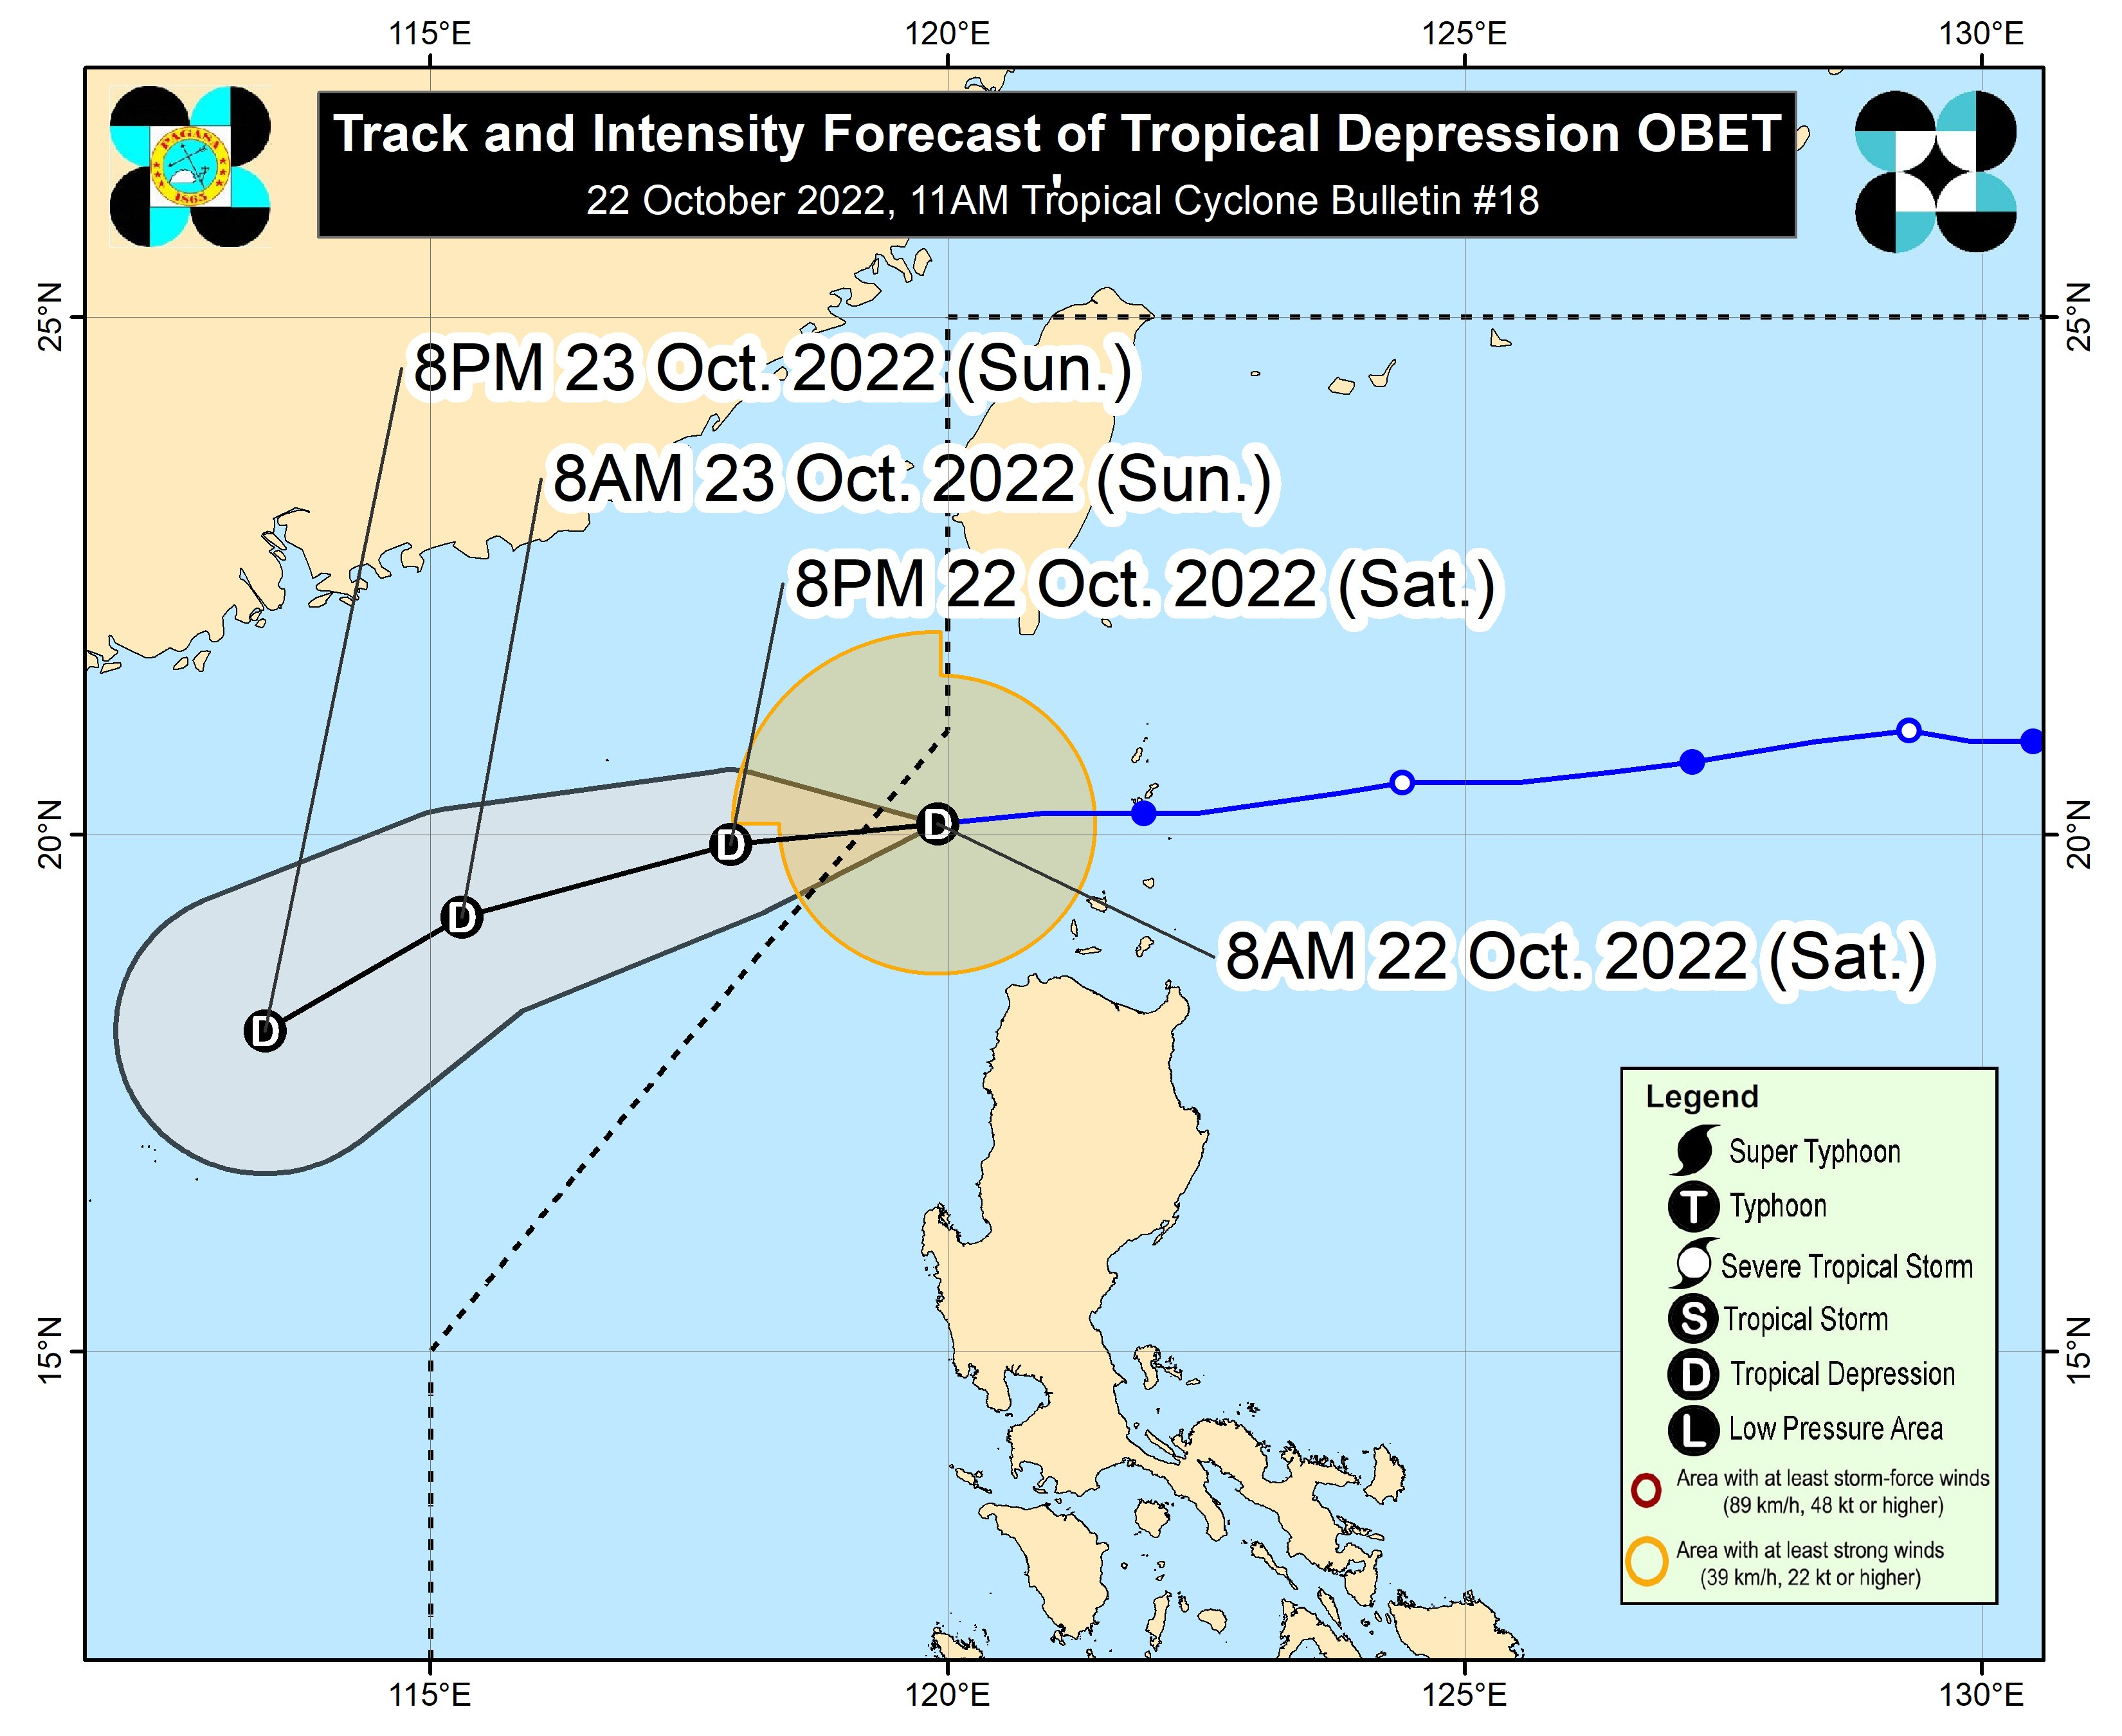 115°E 120°E 125°E 130°E
PAGASA
1865
Track and Intensity Forecast of Tropical Depression OBET
,
22 October 2022, 11AM Tropical Cyclone Bulletin #18
25°N 25°N
8PM 23 Oct. 2022 (Sun.)
8AM 23 Oct. 2022 (Sun.)
8PM 22 Oct. 2022 (Sat.)
20°N 20°N
D
D
D
D
8AM 22 Oct. 2022 (Sat.)
Legend
Super Typhoon
T Typhoon
Severe Tropical Storm
S Tropical Storm
15°N 15°N
D Tropical Depression
L Low Pressure Area
Area with at least storm-force winds
(89 km/h, 48 kt or higher)
Area with at least strong winds
(39 km/h, 22 kt or higher)
115°E 120°E 125°E 130°E